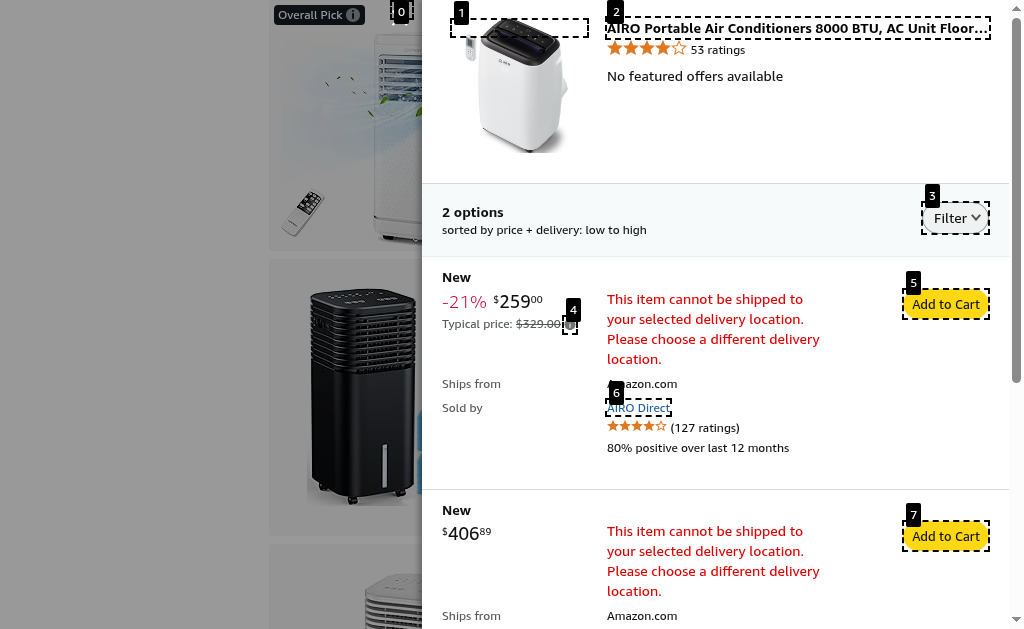 Overall Pick
0
1
2
AIRO Portable Air Conditioners 8000 BTU, AC Unit Floor...
53 ratings
No featured offers available
3
2 options
sorted by price + delivery: low to high
Filter
New
-21% $25900
Typical price: $329.00
4
This item cannot be shipped to
your selected delivery location.
Please choose a different delivery
location.
5
Add to Cart
Ships from
Amazon.com
6
Sold by
AIRO Direct
(127 ratings)
80% positive over last 12 months
New
$40689
This item cannot be shipped to
your selected delivery location.
Please choose a different delivery
location.
7
Add to Cart
Ships from
Amazon.com